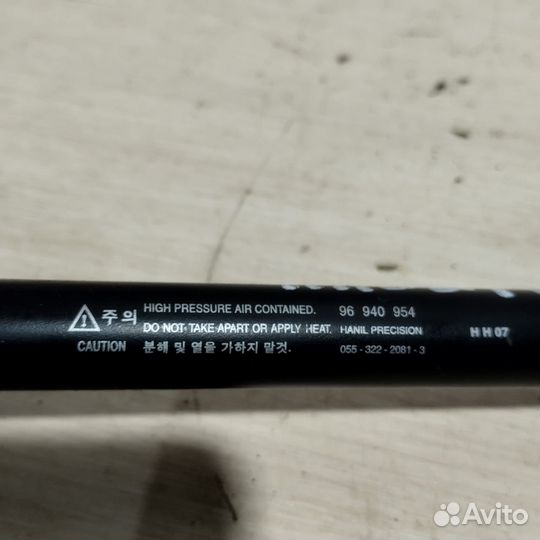 주의 HIGH PRESSURE AIR CONTAINED. 96 940 954
DO NOT TAKE APART OR APPLY HEAT. HANIL PRECISION H H 07
CAUTION 분해 및 열을 가하지 말것. 055-322-2081-3
Avito